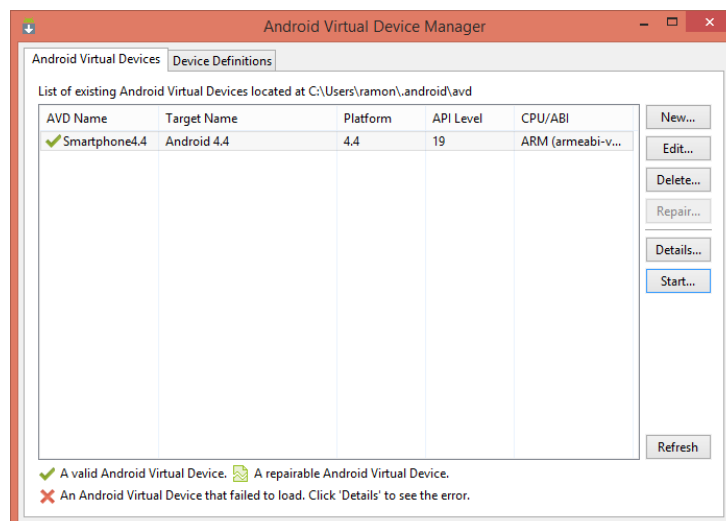 Android Virtual Device Manager
Android Virtual Devices Device Definitions
List of existing Android Virtual Devices located at C:\Users\ramon\.android\avd
AVD Name Target Name Platform API Level CPU/ABI
Smartphone4.4 Android 4.4 4.4 19 ARM (armeabi-v...
New...
Edit...
Delete...
Repair...
Details...
Start...
Refresh
A valid Android Virtual Device. A repairable Android Virtual Device.
An Android Virtual Device that failed to load. Click 'Details' to see the error.